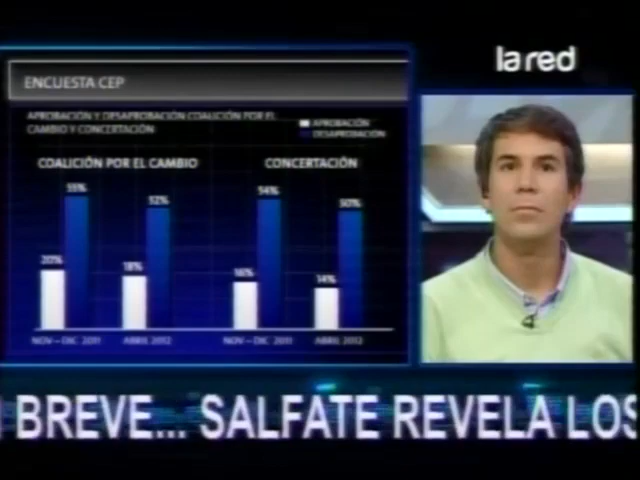 la red
ENCUESTA CEP
APROBACIÓN Y DESAPROBACIÓN COALICIÓN POR EL
CAMBIO Y CONCERTACIÓN
APROBACIÓN
DESAPROBACIÓN
COALICIÓN POR EL CAMBIO
CONCERTACIÓN
55% 52% 54% 50%
20% 18% 16% 14%
NOV – DIC 2011 ABRIL 2012 NOV – DIC 2011 ABRIL 2012
BREVE... SALFATE REVELA LOS